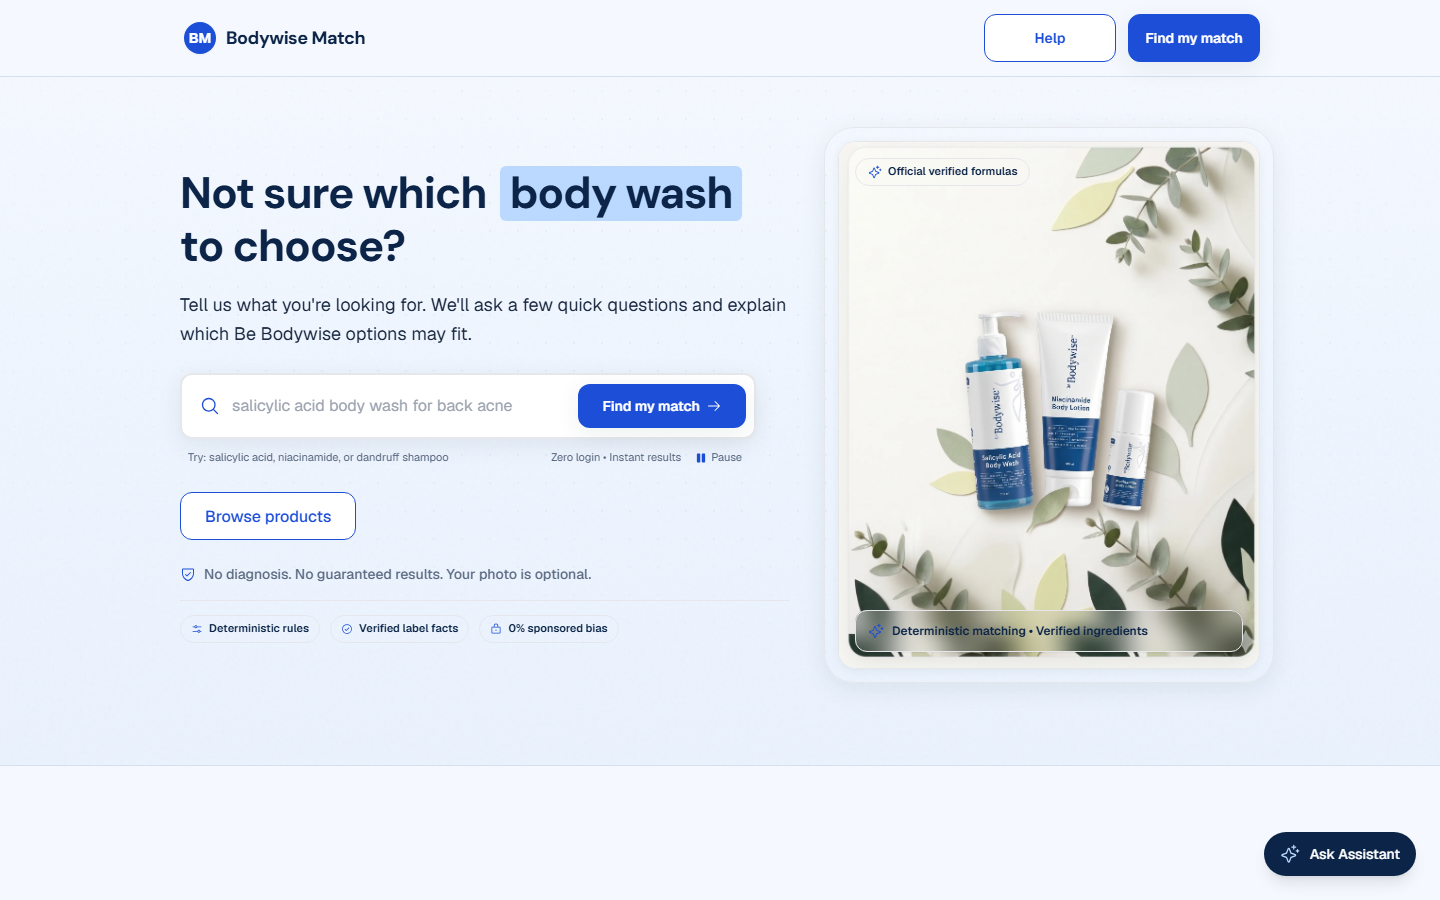 BM Bodywise Match
Help
Find my match
Not sure which body wash
to choose?
Tell us what you're looking for. We'll ask a few quick questions and explain
which Be Bodywise options may fit.
salicylic acid body wash for back acne
Find my match →
Try: salicylic acid, niacinamide, or dandruff shampoo
Zero login • Instant results
Pause
Browse products
No diagnosis. No guaranteed results. Your photo is optional.
Deterministic rules
Verified label facts
0% sponsored bias
Official verified formulas
Bodywise
Salicylic Acid
Body Wash
Bodywise
Niacinamide
Body Lotion
Bodywise
Deterministic matching • Verified ingredients
Ask Assistant